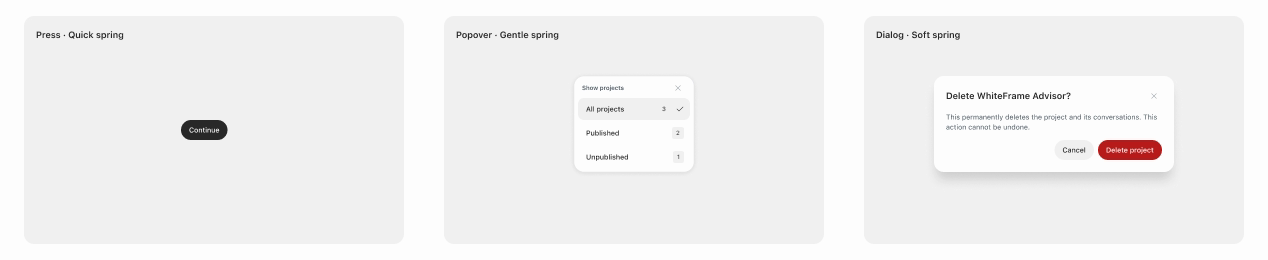 Press · Quick spring
Continue
Popover · Gentle spring
Show projects
All projects 3
Published 2
Unpublished 1
Dialog · Soft spring
Delete WhiteFrame Advisor?
This permanently deletes the project and its conversations. This
action cannot be undone.
Cancel Delete project